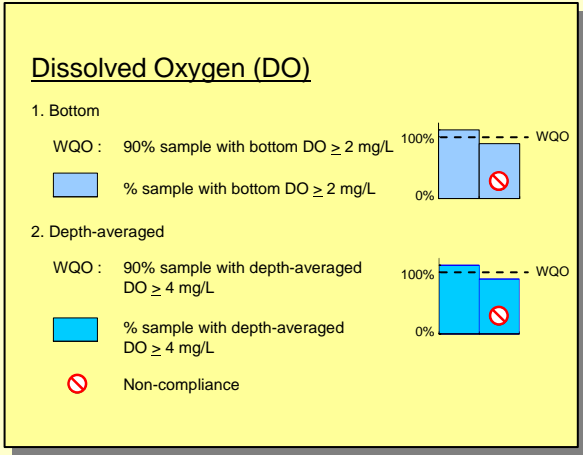 Dissolved Oxygen (DO)
1. Bottom
WQO : 90% sample with bottom DO ≥ 2 mg/L
% sample with bottom DO ≥ 2 mg/L
100%
WQO
0%
2. Depth-averaged
WQO : 90% sample with depth-averaged
DO ≥ 4 mg/L
% sample with depth-averaged
DO ≥ 4 mg/L
100%
WQO
0%
Non-compliance